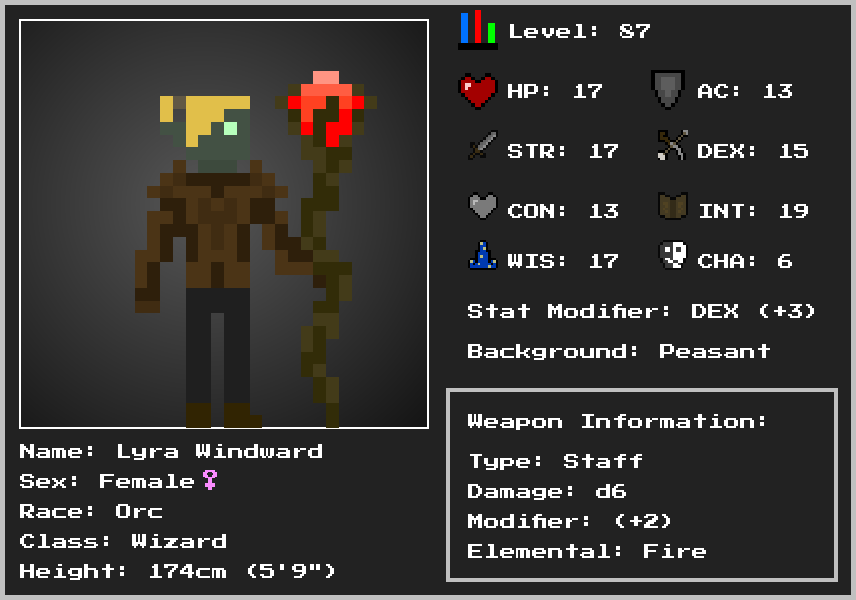 Level: 87
HP: 17
AC: 13
STR: 17
DEX: 15
CON: 13
INT: 19
WIS: 17
CHA: 6
Stat Modifier: DEX (+3)
Background: Peasant
Name: Lyra Windward
Sex: Female♀
Race: Orc
Class: Wizard
Height: 174cm (5'9")
Weapon Information:
Type: Staff
Damage: d6
Modifier: (+2)
Elemental: Fire